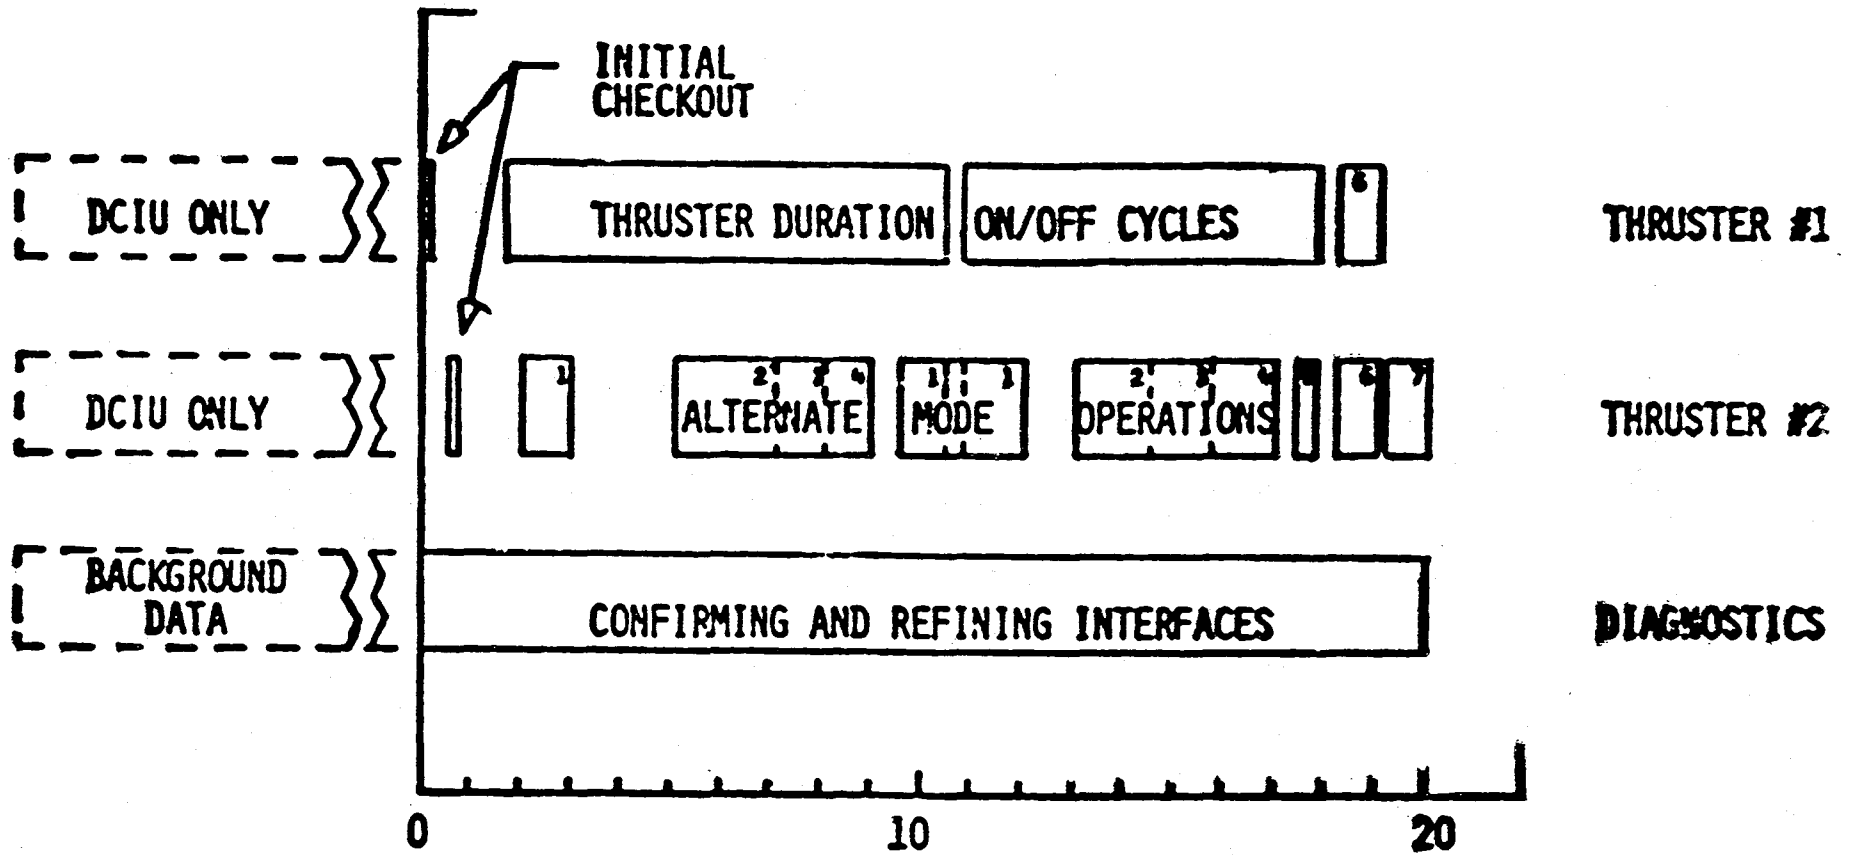 INITIAL
CHECKOUT
DCIU ONLY
THRUSTER DURATION
ON/OFF CYCLES
6
THRUSTER #1
DCIU ONLY
1
2 3 4
ALTERNATE
1 1
MODE
2 3 4
OPERATIONS
6
7
THRUSTER #2
BACKGROUND
DATA
CONFIRMING AND REFINING INTERFACES
DIAGNOSTICS
0
10
20